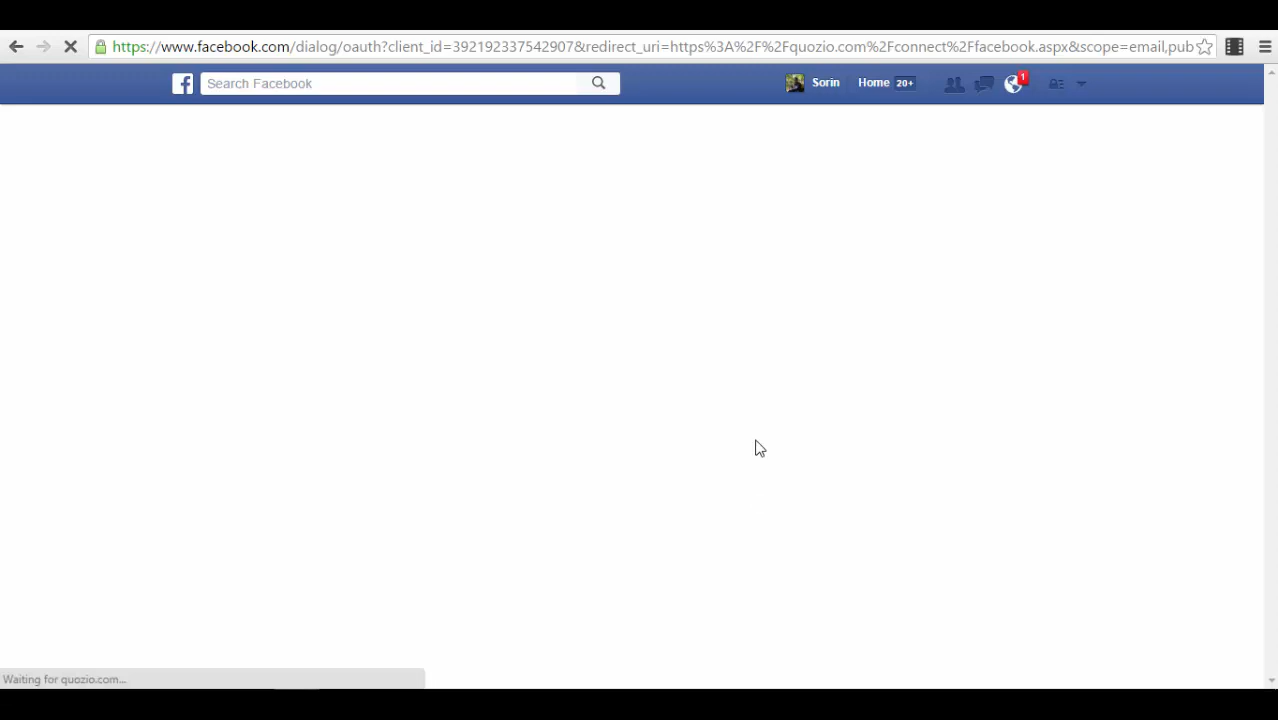 https://www.facebook.com/dialog/oauth?client_id=392192337542907&redirect_uri=https%3A%2F%2Fquozio.com%2Fconnect%2Ffacebook.aspx&scope=email,pub
Search Facebook
Sorin
Home 20+
1
Waiting for quozio.com...